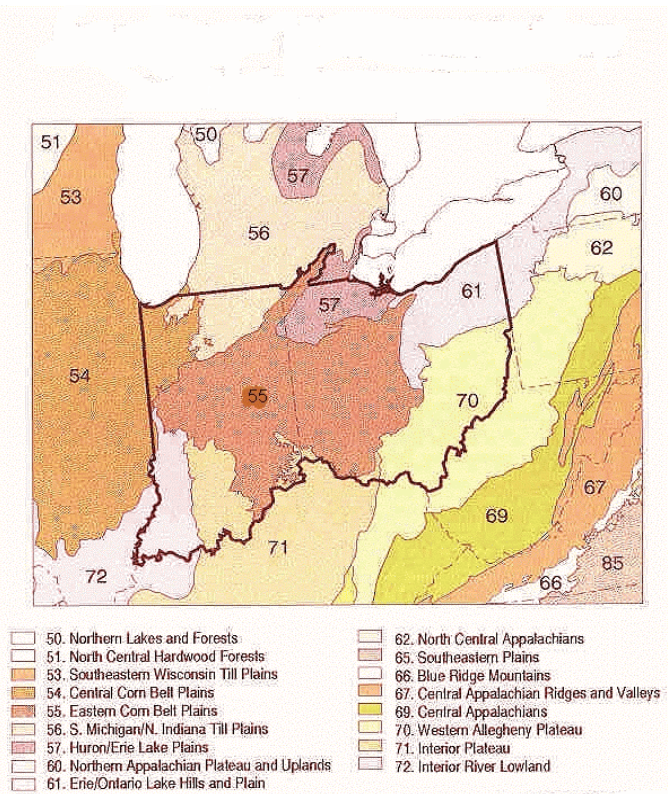 51
50
57
53
60
56
62
57
61
54
55
70
67
69
71
85
72
66
50. Northern Lakes and Forests
51. North Central Hardwood Forests
53. Southeastern Wisconsin Till Plains
54. Central Corn Belt Plains
55. Eastern Corn Belt Plains
56. S. Michigan/N. Indiana Till Plains
57. Huron/Erie Lake Plains
60. Northern Appalachian Plateau and Uplands
61. Erie/Ontario Lake Hills and Plain
62. North Central Appalachians
65. Southeastern Plains
66. Blue Ridge Mountains
67. Central Appalachian Ridges and Valleys
69. Central Appalachians
70. Western Allegheny Plateau
71. Interior Plateau
72. Interior River Lowland